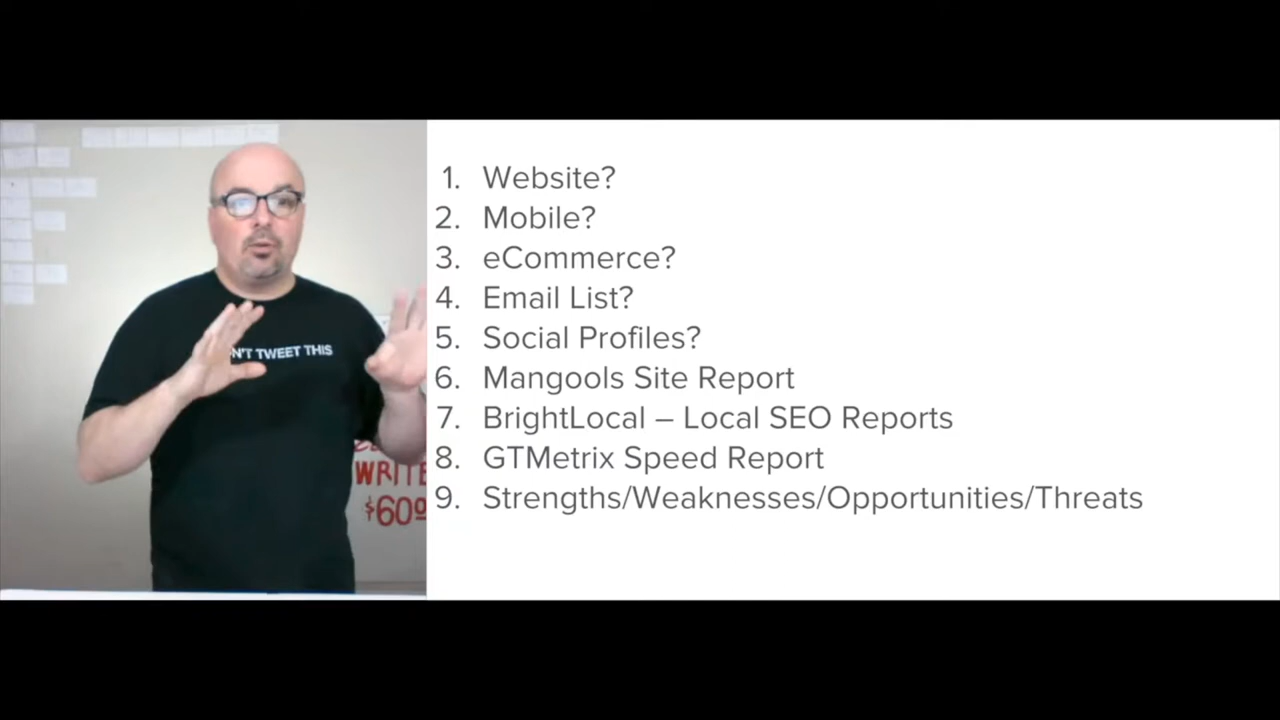 N'T TWEET THIS
WRITE
$60
1. Website?
2. Mobile?
3. eCommerce?
4. Email List?
5. Social Profiles?
6. Mangools Site Report
7. BrightLocal – Local SEO Reports
8. GTMetrix Speed Report
9. Strengths/Weaknesses/Opportunities/Threats